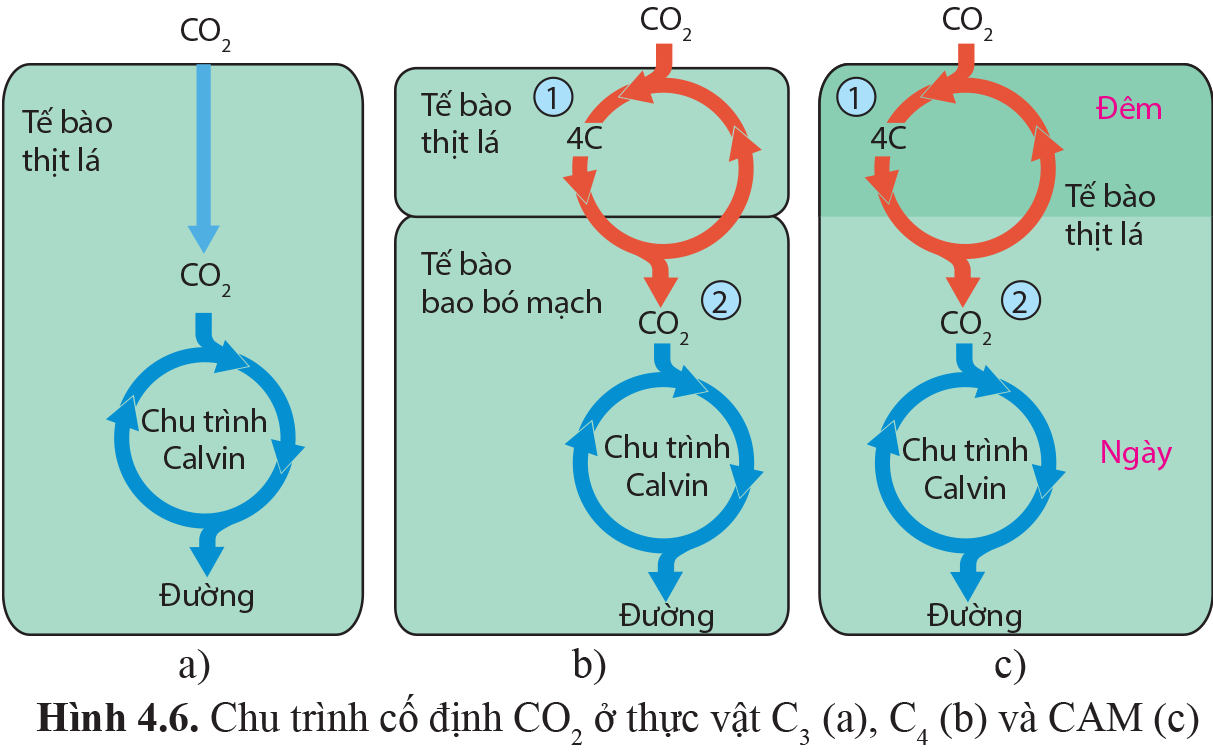 CO₂
Tế bào
thịt lá
CO₂
Chu trình
Calvin
Đường
a)
CO₂
1
Tế bào
thịt lá
4C
Tế bào
bao bó mạch
2
CO₂
Chu trình
Calvin
Đường
b)
CO₂
1
Đêm
4C
Tế bào
thịt lá
2
CO₂
Chu trình
Calvin
Ngày
Đường
c)
Hình 4.6. Chu trình cố định CO₂ ở thực vật C₃ (a), C₄ (b) và CAM (c)